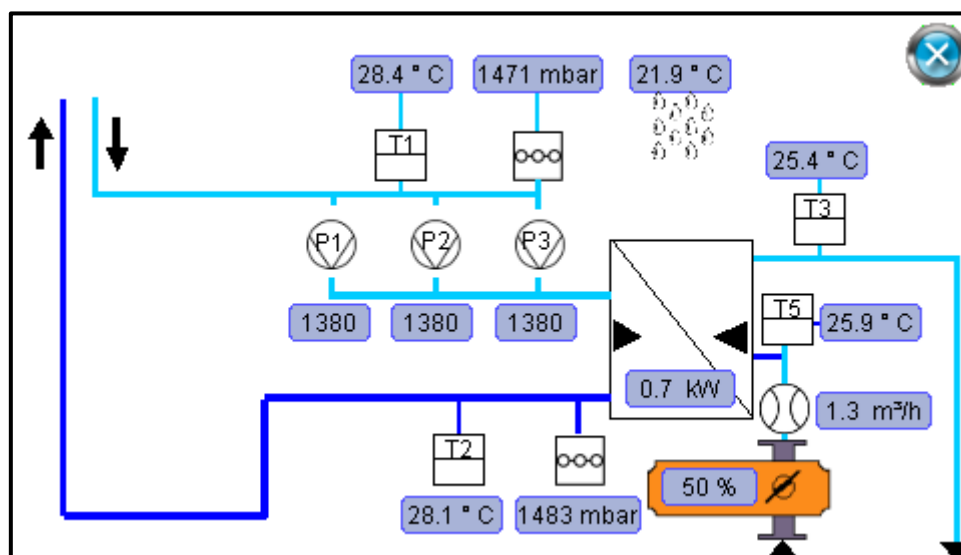 28.4 ° C
1471 mbar
21.9 ° C
T1
25.4 ° C
T3
P1
P2
P3
1380
1380
1380
T5
25.9 ° C
0.7 kW
1.3 m³/h
T2
50 %
28.1 ° C
1483 mbar